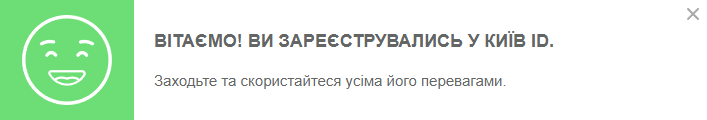 ВІТАЄМО! ВИ ЗАРЕЄСТРУВАЛИСЬ У КИЇВ ID.
Заходьте та скористайтеся усіма його перевагами.